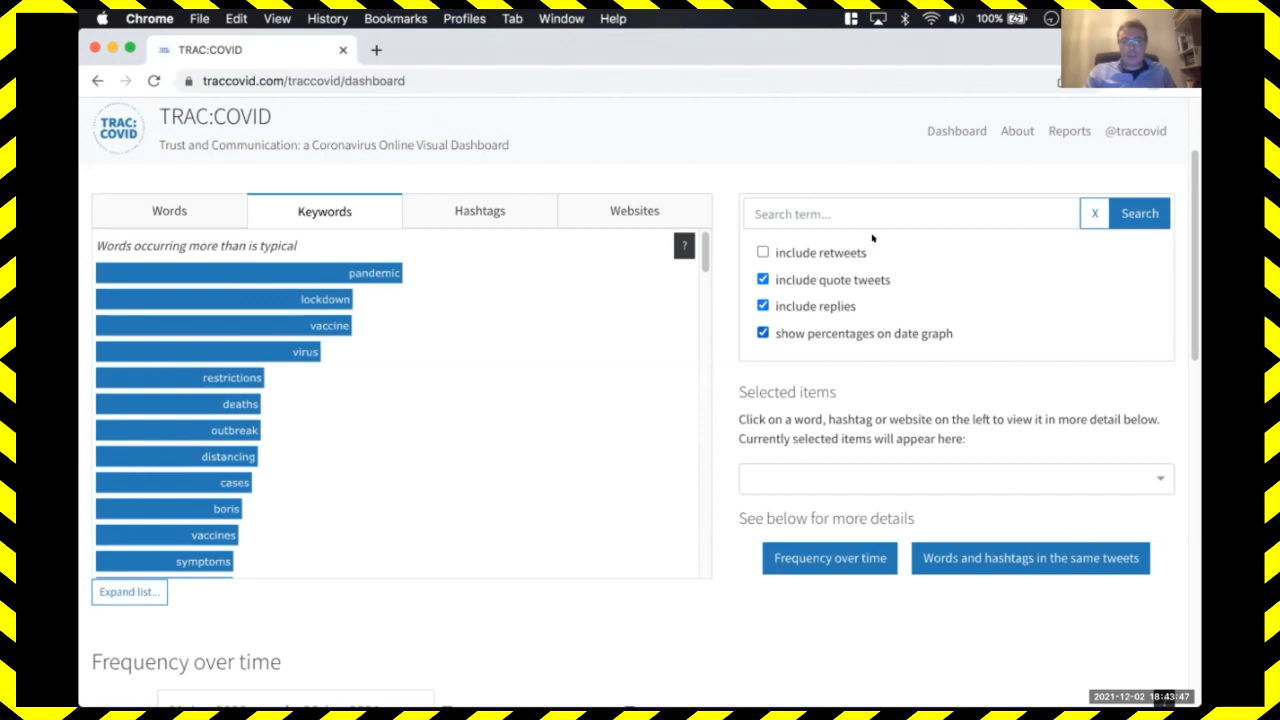 Chrome File Edit View History Bookmarks Profiles Tab Window Help 100%
TRAC:COVID
traccovid.com/traccovid/dashboard
TRAC:
COVID
TRAC:COVID
Trust and Communication: a Coronavirus Online Visual Dashboard
Dashboard About Reports @traccovid
Words Keywords Hashtags Websites
Words occurring more than is typical
?
pandemic
lockdown
vaccine
virus
restrictions
deaths
outbreak
distancing
cases
boris
vaccines
symptoms
Expand list...
Search term... X Search
include retweets
include quote tweets
include replies
show percentages on date graph
Selected items
Click on a word, hashtag or website on the left to view it in more detail below.
Currently selected items will appear here:
See below for more details
Frequency over time Words and hashtags in the same tweets
Frequency over time
2021-12-02 18:43:47